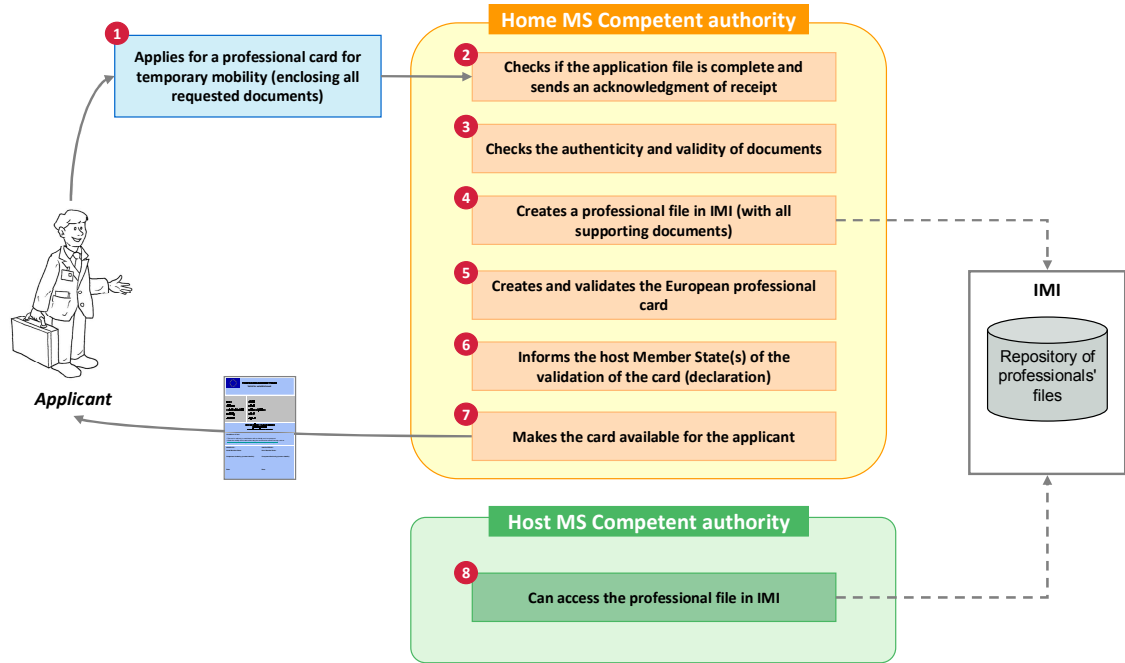 Home MS Competent authority
1
Applies for a professional card for
temporary mobility (enclosing all
requested documents)
2
Checks if the application file is complete and
sends an acknowledgment of receipt
3
Checks the authenticity and validity of documents
4
Creates a professional file in IMI (with all
supporting documents)
5
Creates and validates the European professional
card
6
Informs the host Member State(s) of the
validation of the card (declaration)
7
Makes the card available for the applicant
Applicant
IMI
Repository of
professionals'
files
Host MS Competent authority
8
Can access the professional file in IMI